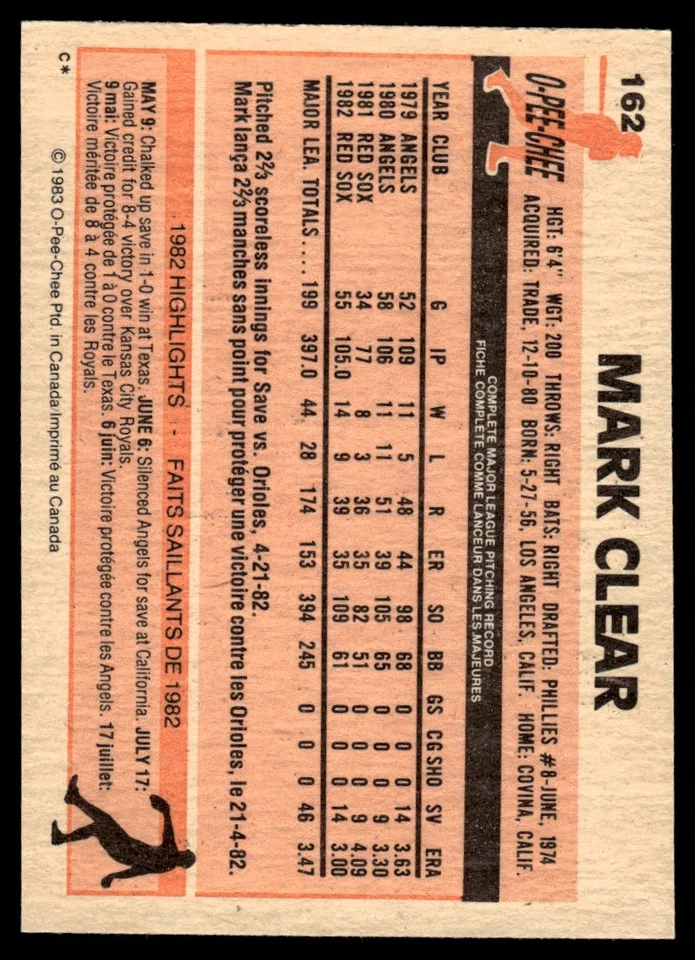 162
MARK CLEAR
O-PEE-CHEE
HGT: 6'4" WGT: 200 THROWS: RIGHT BATS: RIGHT DRAFTED: PHILLIES #8-JUNE, 1974
ACQUIRED: TRADE, 12-10-80 BORN: 5-27-56, LOS ANGELES, CALIF. HOME: COVINA, CALIF.
COMPLETE MAJOR LEAGUE PITCHING RECORD
FICHE COMPLÈTE COMME LANCEUR DANS LES MAJEURES
YEAR CLUB G IP W L R ER SO BB GS CG SHO SV ERA
1979 ANGELS 52 109 11 5 48 44 98 68 0 0 0 14 3.63
1980 ANGELS 58 106 11 11 51 39 105 65 0 0 0 9 3.30
1981 RED SOX 34 77 8 3 36 35 82 51 0 0 0 9 4.09
1982 RED SOX 55 105.0 14 9 39 35 109 61 0 0 0 14 3.00
MAJOR LEA. TOTALS.... 199 397.0 44 28 174 153 394 245 0 0 0 46 3.47
Pitched 2⅔ scoreless innings for Save vs. Orioles, 4-21-82.
Mark lança 2⅔ manches sans point pour protéger une victoire contre les Orioles, le 21-4-82.
1982 HIGHLIGHTS - FAITS SAILLANTS DE 1982
MAY 9: Chalked up save in 1-0 win at Texas. JUNE 6: Silenced Angels for save at California. JULY 17:
Gained credit for 8-4 victory over Kansas City Royals.
9 mai: Victoire protégée de 1 à 0 contre le Texas. 6 juin: Victoire protégée contre les Angels. 17 juillet:
Victoire méritée de 8 à 4 contre les Royals.
C* © 1983 O-Pee-Chee Ptd. in Canada/Imprimé au Canada